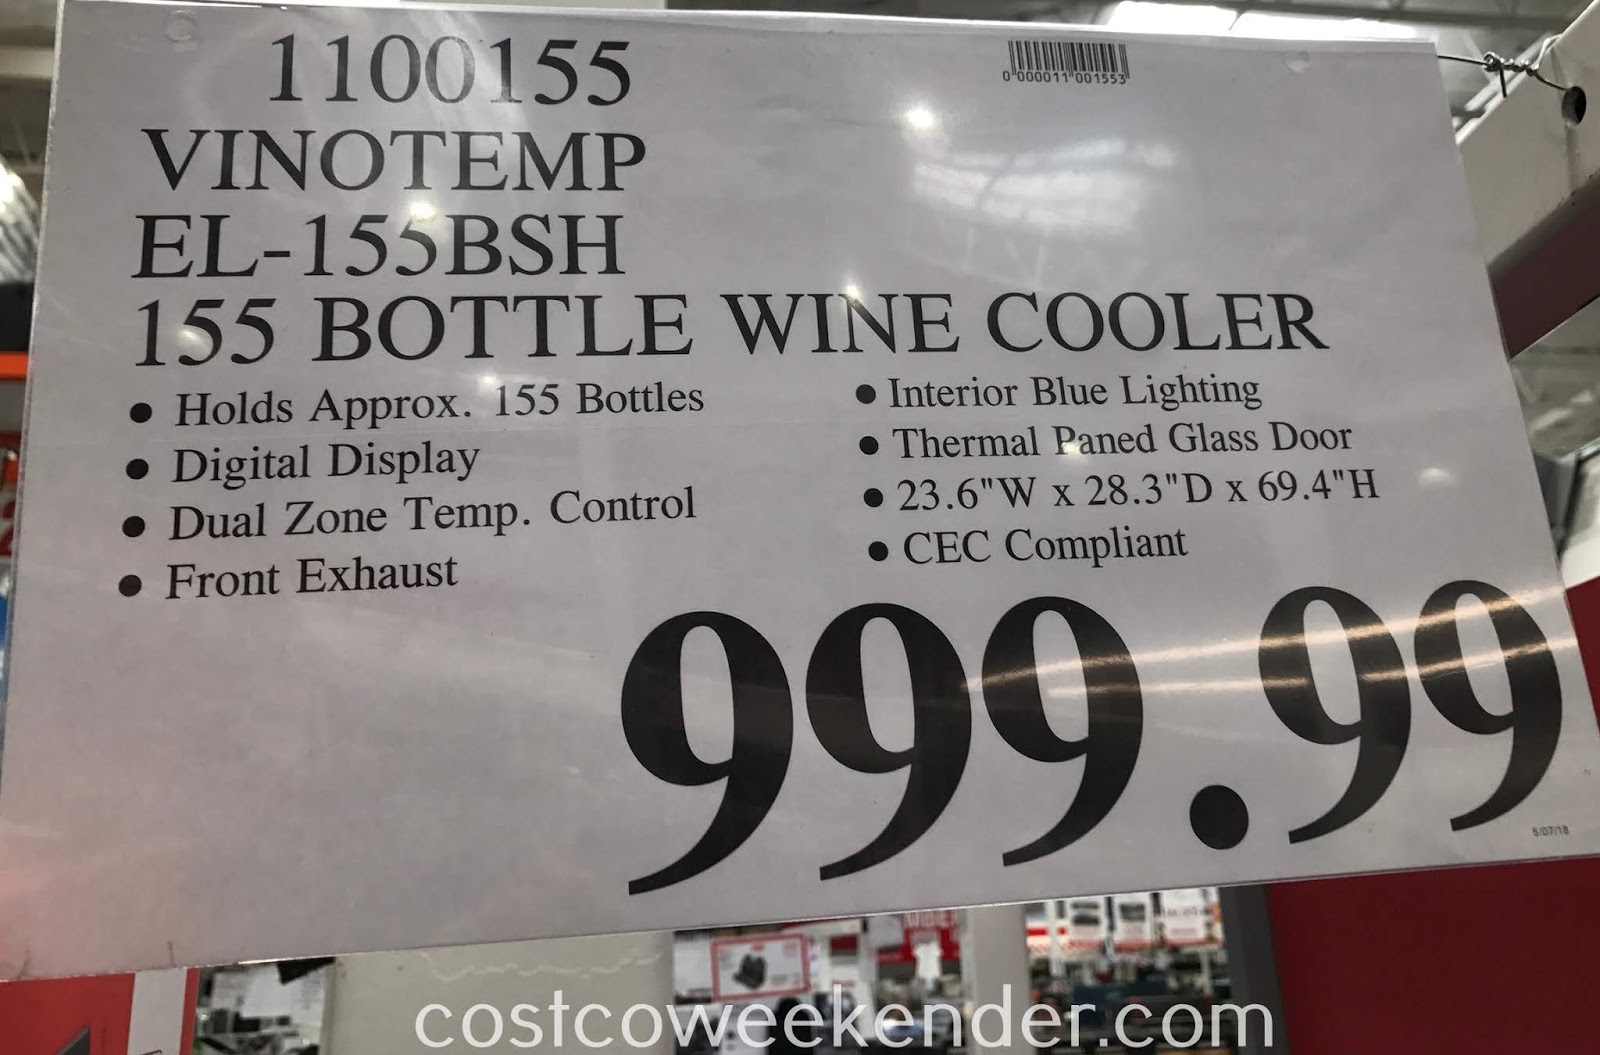 1100155
0 000011 001553
VINOTEMP
EL-155BSH
155 BOTTLE WINE COOLER
• Holds Approx. 155 Bottles
• Digital Display
• Dual Zone Temp. Control
• Front Exhaust
• Interior Blue Lighting
• Thermal Paned Glass Door
• 23.6"W x 28.3"D x 69.4"H
• CEC Compliant
999.99
5/07/18
costcoweekender.com